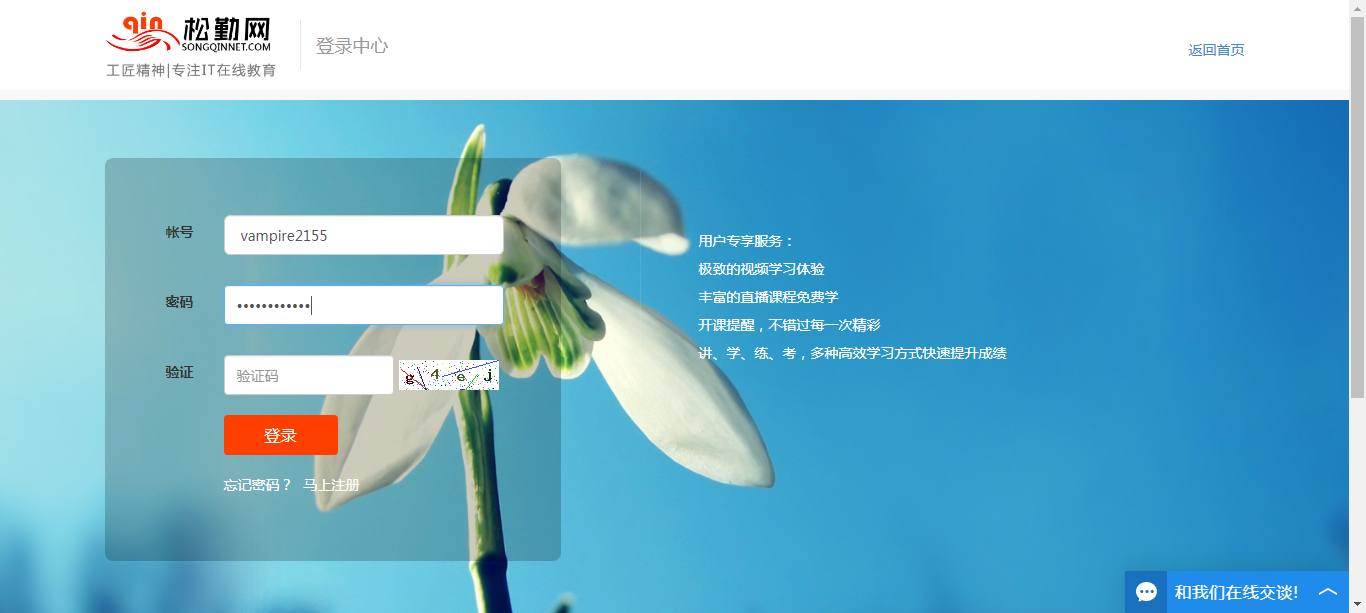 qin 松勤网
SONGQINNET.COM
工匠精神|专注IT在线教育
登录中心
返回首页
帐号
vampire2155
密码
••••••••••••
验证
验证码
g4ej
登录
忘记密码？ 马上注册
用户专享服务：
极致的视频学习体验
丰富的直播课程免费学
开课提醒，不错过每一次精彩
讲、学、练、考，多种高效学习方式快速提升成绩
和我们在线交谈!